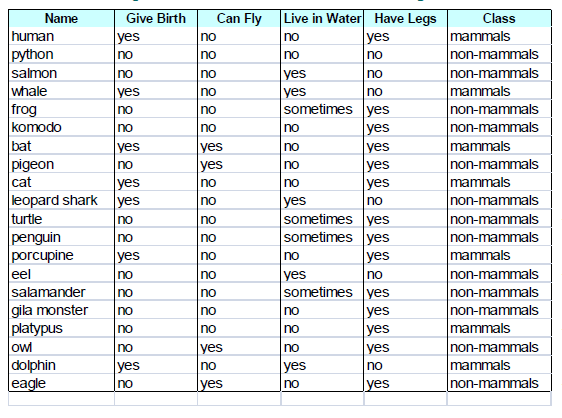 Name Give Birth Can Fly Live in Water Have Legs Class
human yes no no yes mammals
python no no no no non-mammals
salmon no no yes no non-mammals
whale yes no yes no mammals
frog no no sometimes yes non-mammals
komodo no no no yes non-mammals
bat yes yes no yes mammals
pigeon no yes no yes non-mammals
cat yes no no yes mammals
leopard shark yes no yes no non-mammals
turtle no no sometimes yes non-mammals
penguin no no sometimes yes non-mammals
porcupine yes no no yes mammals
eel no no yes no non-mammals
salamander no no sometimes yes non-mammals
gila monster no no no yes non-mammals
platypus no no no yes mammals
owl no yes no yes non-mammals
dolphin yes no yes no mammals
eagle no yes no yes non-mammals